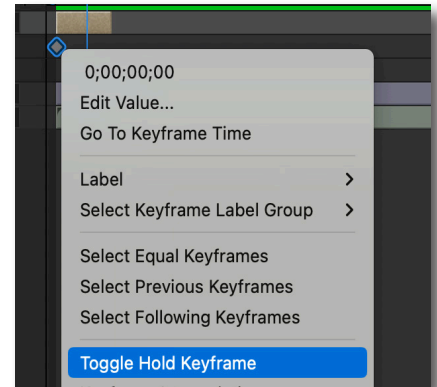 0;00;00;00
Edit Value...
Go To Keyframe Time
Label
Select Keyframe Label Group
Select Equal Keyframes
Select Previous Keyframes
Select Following Keyframes
Toggle Hold Keyframe